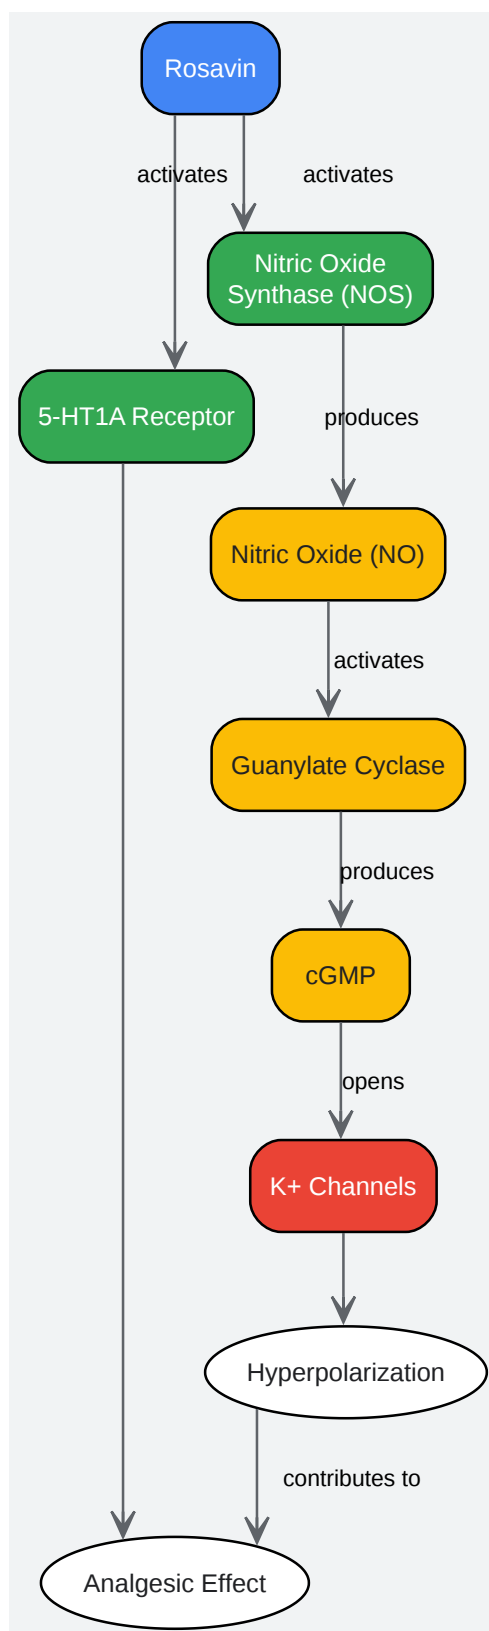 Rosavin
activates
activates
Nitric Oxide
Synthase (NOS)
5-HT1A Receptor
produces
Nitric Oxide (NO)
activates
Guanylate Cyclase
produces
cGMP
opens
K+ Channels
Hyperpolarization
contributes to
Analgesic Effect